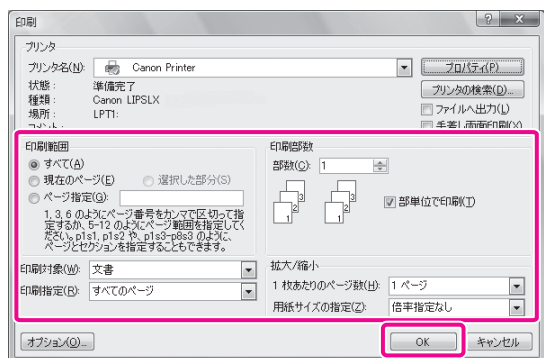 印刷
プリンタ
プリンタ名(N): Canon Printer プロパティ(P)
状態: 準備完了 プリンタの検索(D)...
種類: Canon LIPSLX
場所: LPT1: ファイルへ出力(L)
コメント: 手差し両面印刷(X)
印刷範囲 印刷部数
すべて(A) 部数(C): 1
現在のページ(E) 選択した部分(S)
ページ指定(G): 部単位で印刷(T)
1, 3, 6 のようにページ番号をカンマで区切って指
定するか、5-12 のようにページ範囲を指定してく
ださい。p1s1, p1s2 や、p1s3-p8s3 のように、
ページとセクションを指定することもできます。
3 2 1 3 2 1
印刷対象(W): 文書 拡大/縮小
印刷指定(R): すべてのページ 1 枚あたりのページ数(H): 1 ページ
用紙サイズの指定(Z): 倍率指定なし
オプション(O)... OK キャンセル